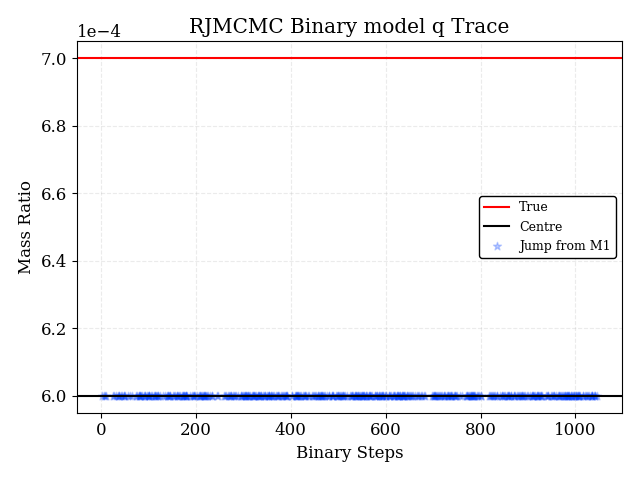 RJMCMC Binary model q Trace
1e−4
7.0
6.8
6.6
6.4
6.2
6.0
Mass Ratio
True
Centre
Jump from M1
0 200 400 600 800 1000
Binary Steps